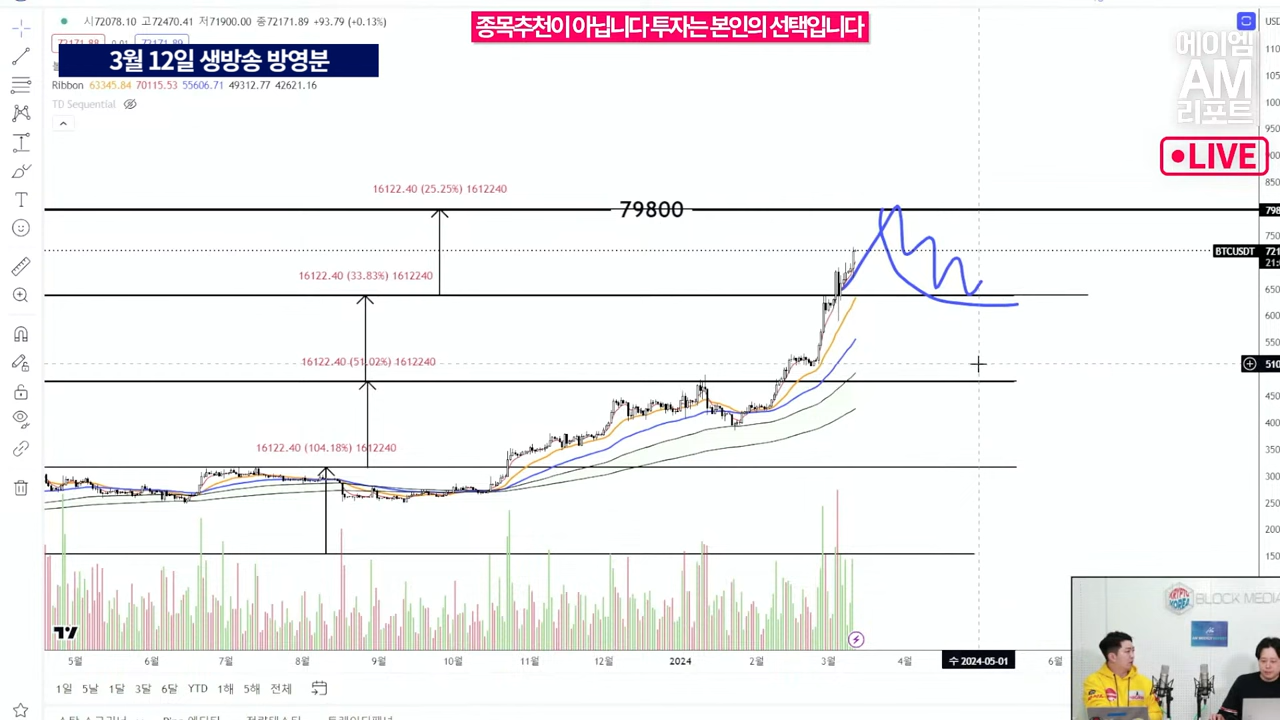 종목추천이 아닙니다 투자는 본인의 선택입니다
시72078.10 고72470.41 저71900.00 종72171.89 +93.79 (+0.13%)
3월 12일 생방송 방영분
Ribbon 63345.84 70115.53 55606.71 49312.77 42621.16
TD Sequential
에이엠
AM
리포트
LIVE
16122.40 (25.25%) 1612240
79800
16122.40 (33.83%) 1612240
BTCUSDT
16122.40 (51.02%) 1612240
16122.40 (104.18%) 1612240
BLOCK MEDIA
5월 6월 7월 8월 9월 10월 11월 12월 2024 2월 3월 4월 수 2024-05-01 6월
1일 5날 1달 3달 6달 YTD 1해 5해 전체